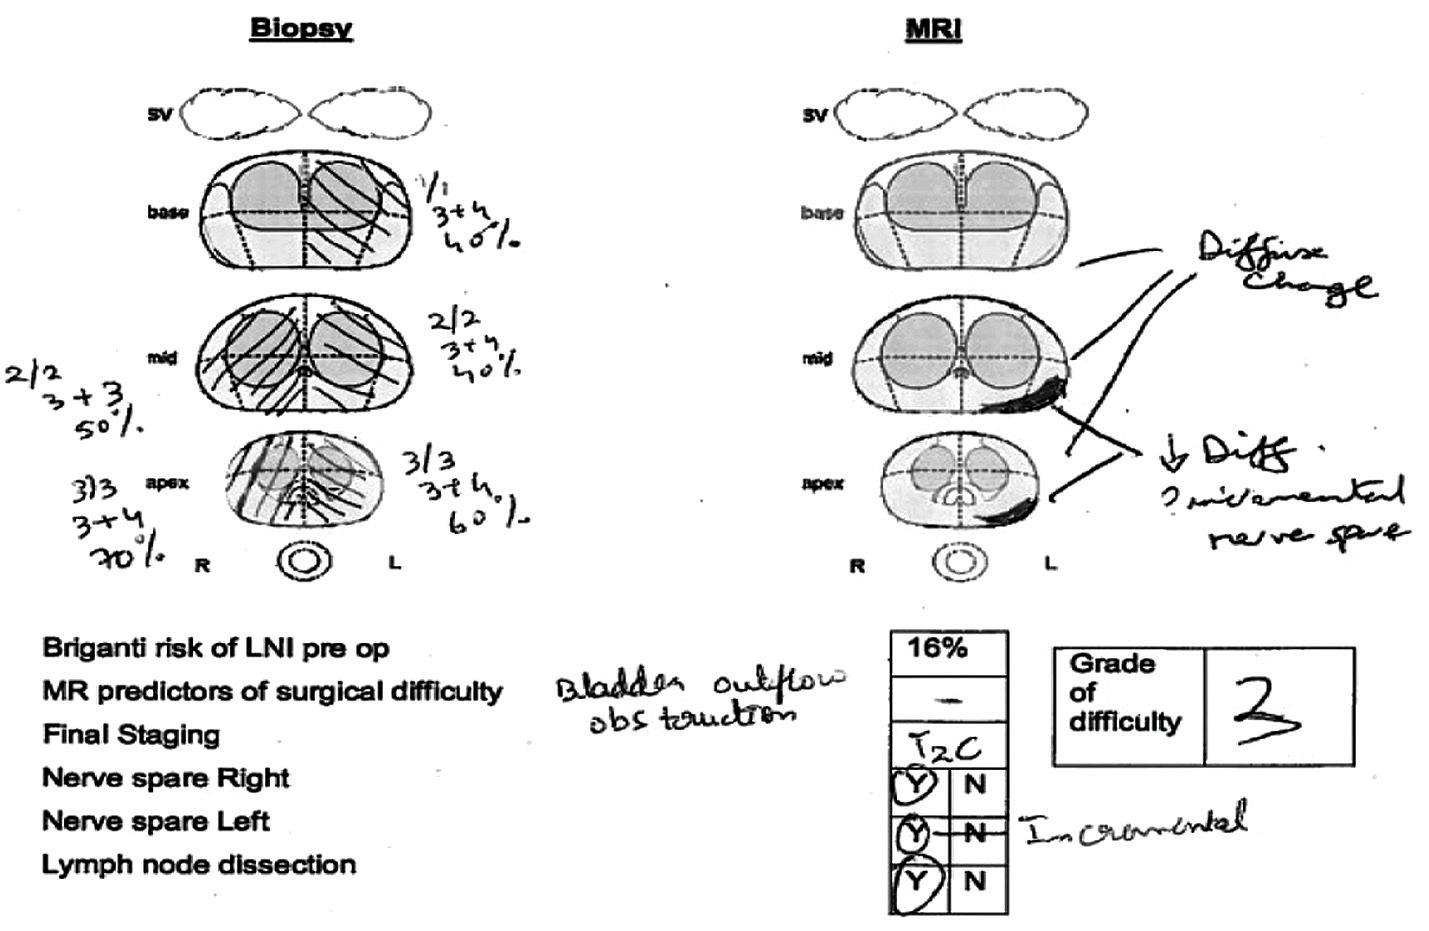 Biopsy
MRI
SV
SV
base
1/1
3+4
40%
base
Diffuse
Change
mid
2/2
3+4
40%
2/2
3 + 3
50%
mid
apex
3/3
3+4
60%
3/3
3+4
70%
apex
↓ Diff.
? incremental
nerve spare
R
L
R
L
Briganti risk of LNI pre op
16%
MR predictors of surgical difficulty
Bladder outflow
obstruction
-
Final Staging
T2C
Nerve spare Right
Y N
Nerve spare Left
Y N
Incremental
Lymph node dissection
Y N
Grade
of
difficulty